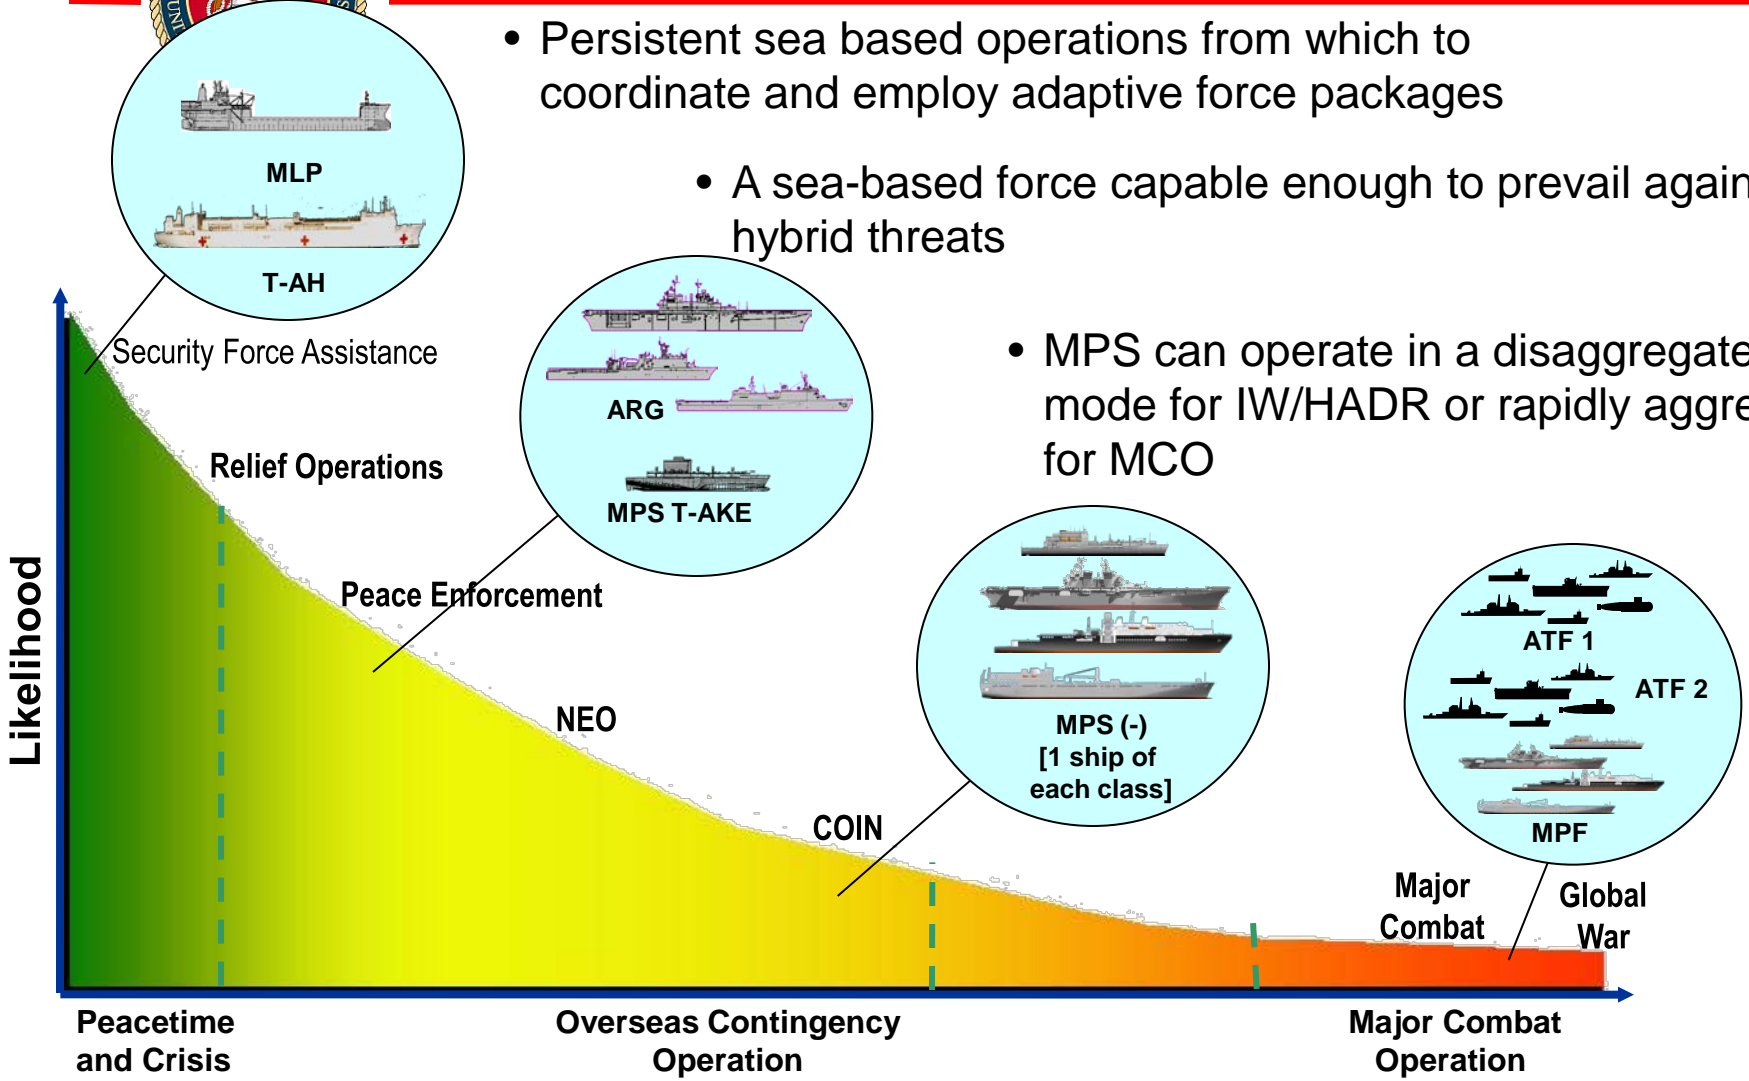 UNI
S
• Persistent sea based operations from which to
coordinate and employ adaptive force packages
• A sea-based force capable enough to prevail again
hybrid threats
• MPS can operate in a disaggregate
mode for IW/HADR or rapidly aggre
for MCO
MLP
T-AH
Security Force Assistance
ARG
MPS T-AKE
Relief Operations
Peace Enforcement
NEO
COIN
MPS (-)
[1 ship of
each class]
ATF 1
ATF 2
MPF
Major
Combat
Global
War
Likelihood
Peacetime
and Crisis
Overseas Contingency
Operation
Major Combat
Operation